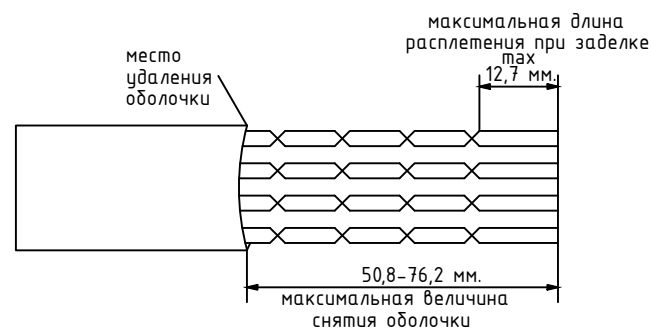 максимальная длина
расплетения при заделке
max
12,7 мм.
место
удаления
оболочки
50,8-76,2 мм.
максимальная величина
снятия оболочки